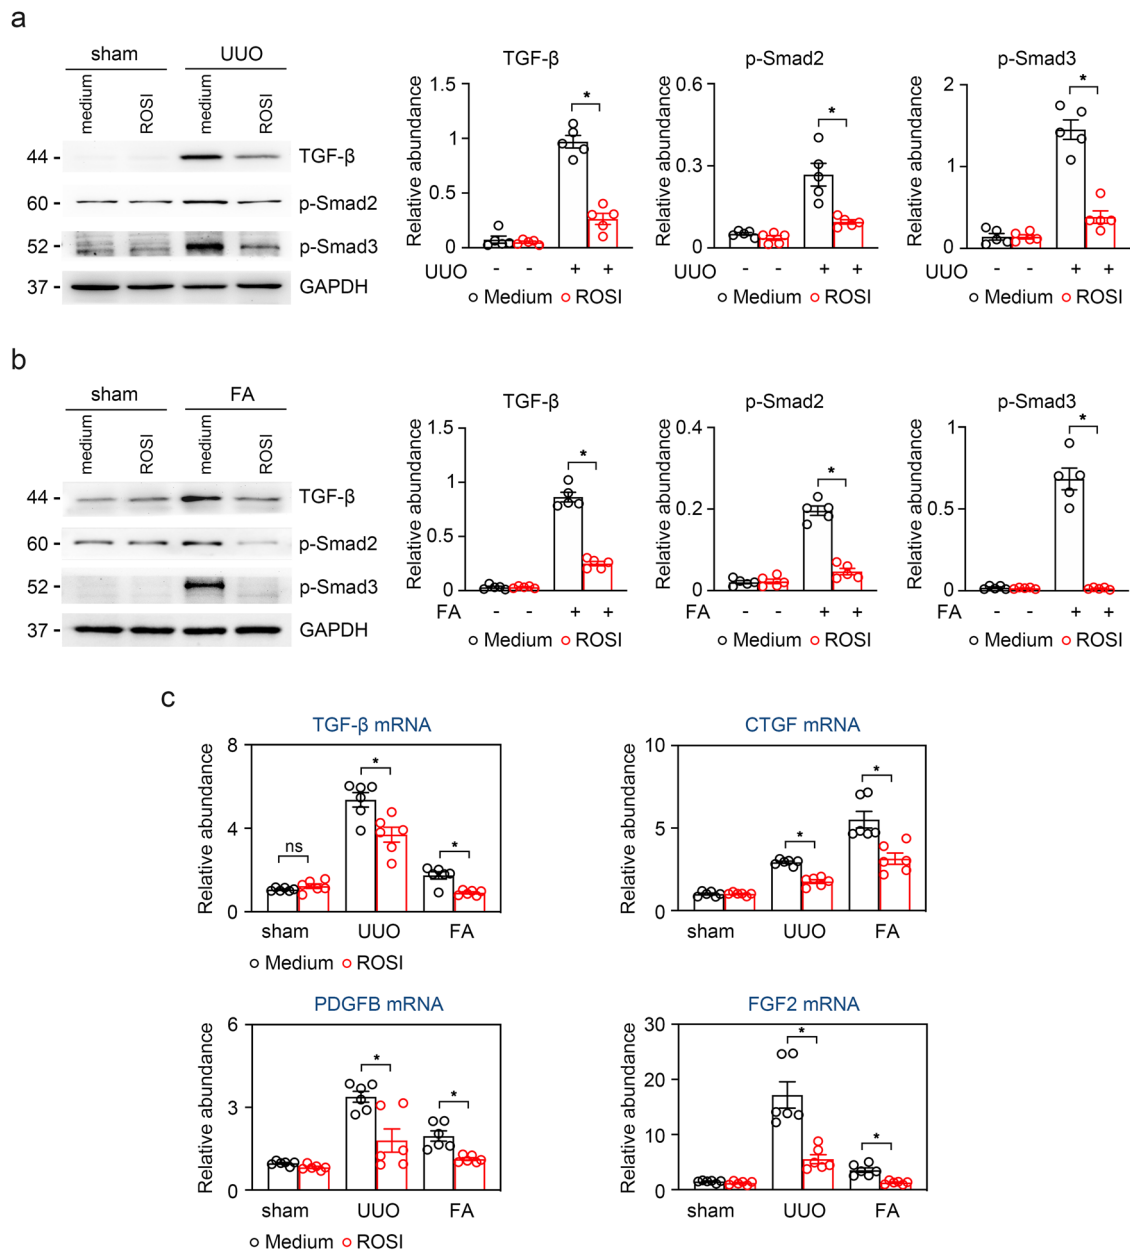 a
sham UUO
medium ROSI medium ROSI
44 - TGF-β
60 - p-Smad2
52 - p-Smad3
37 - GAPDH
TGF-β
Relative abundance
1.5
1
0.5
0
*
UUO - - + +
Medium ROSI
p-Smad2
Relative abundance
0.6
0.3
0
*
UUO - - + +
Medium ROSI
p-Smad3
Relative abundance
2
1
0
*
UUO - - + +
Medium ROSI
b
sham FA
medium ROSI medium ROSI
44 - TGF-β
60 - p-Smad2
52 - p-Smad3
37 - GAPDH
TGF-β
Relative abundance
1.5
1
0.5
0
*
FA - - + +
Medium ROSI
p-Smad2
Relative abundance
0.4
0.2
0
*
FA - - + +
Medium ROSI
p-Smad3
Relative abundance
1
0.5
0
*
FA - - + +
Medium ROSI
c
TGF-β mRNA
Relative abundance
8
4
0
ns * *
sham UUO FA
Medium ROSI
CTGF mRNA
Relative abundance
10
5
0
* *
sham UUO FA
PDGFB mRNA
Relative abundance
6
3
0
* *
sham UUO FA
Medium ROSI
FGF2 mRNA
Relative abundance
30
20
10
0
* *
sham UUO FA